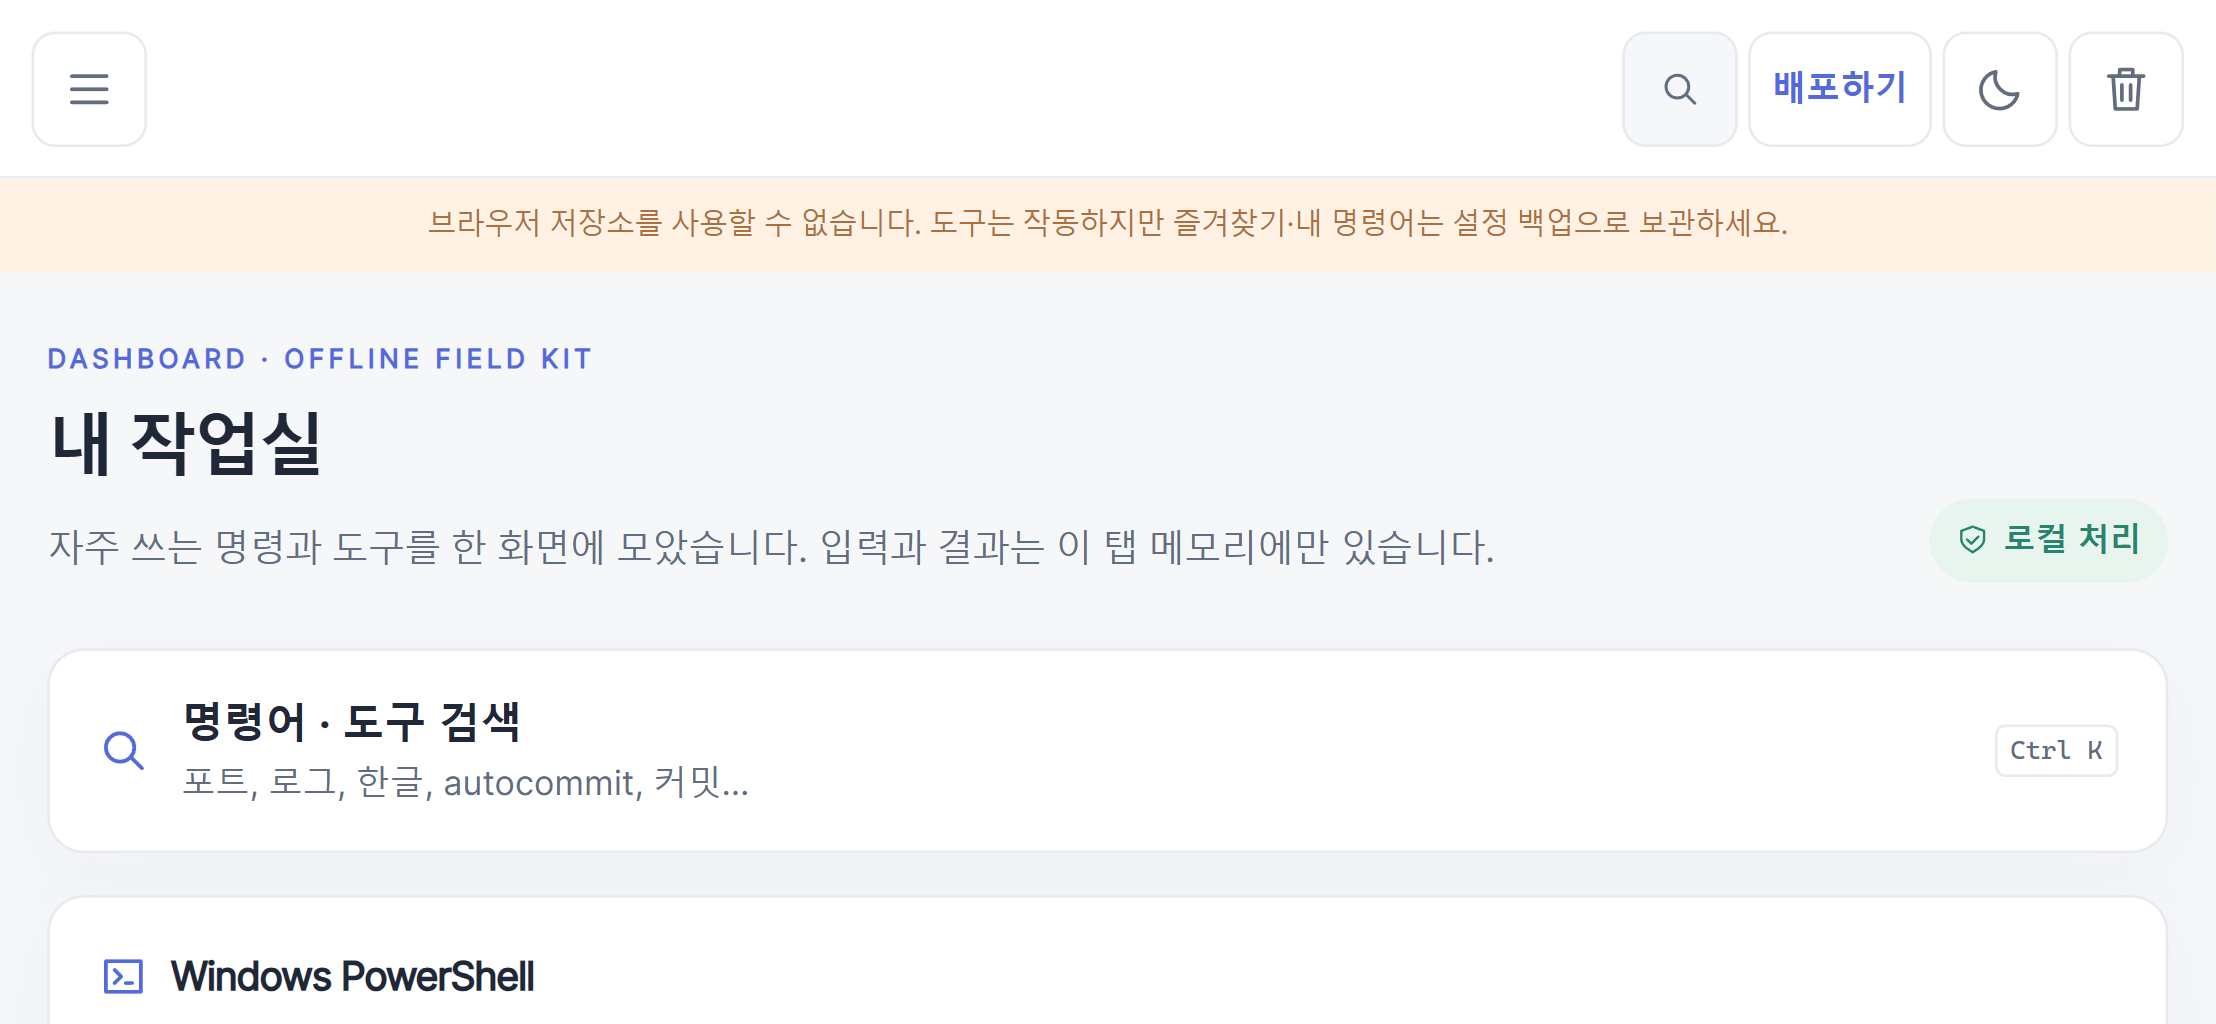 배포하기
브라우저 저장소를 사용할 수 없습니다. 도구는 작동하지만 즐겨찾기·내 명령어는 설정 백업으로 보관하세요.
DASHBOARD · OFFLINE FIELD KIT
내 작업실
자주 쓰는 명령과 도구를 한 화면에 모았습니다. 입력과 결과는 이 탭 메모리에만 있습니다.
로컬 처리
명령어 · 도구 검색
포트, 로그, 한글, autocommit, 커밋...
Ctrl K
Windows PowerShell